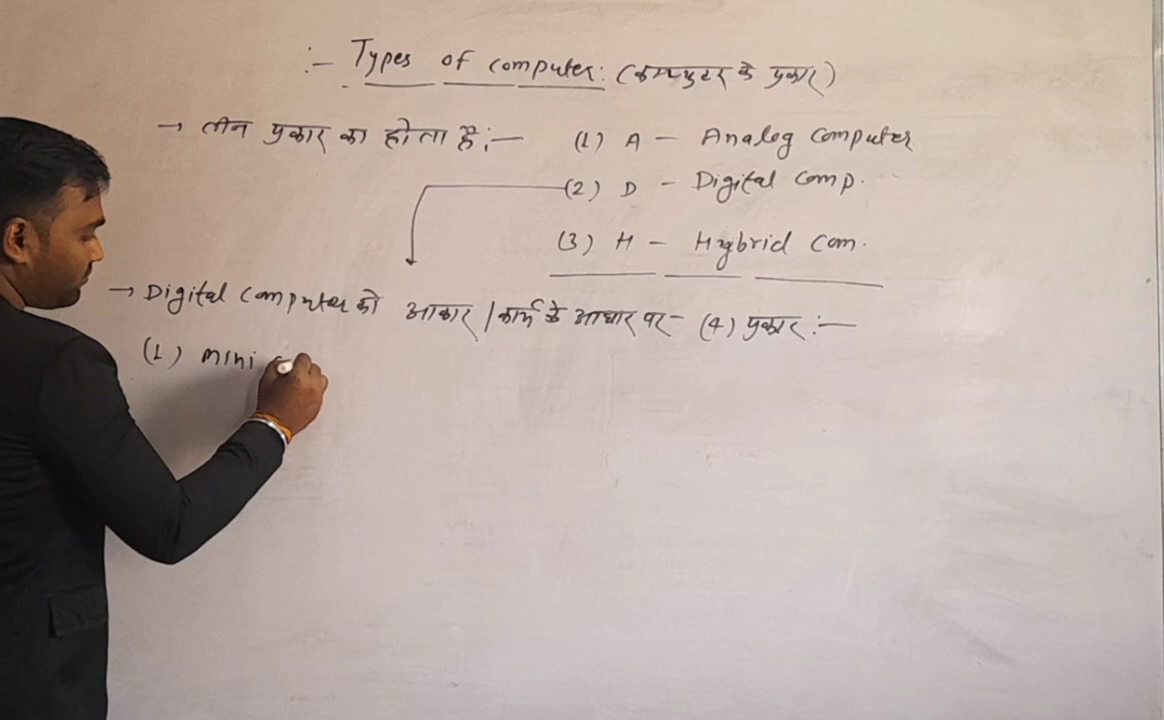 :- Types of computer: (कम्प्युटर के प्रकार)
→ तीन प्रकार का होता है:- (1) A - Analog Computer
(2) D - Digital Comp.
(3) H - Hybrid Com.
→ Digital Computer को आकार/कार्य के आधार पर - (4) प्रकार :-
(1) mini